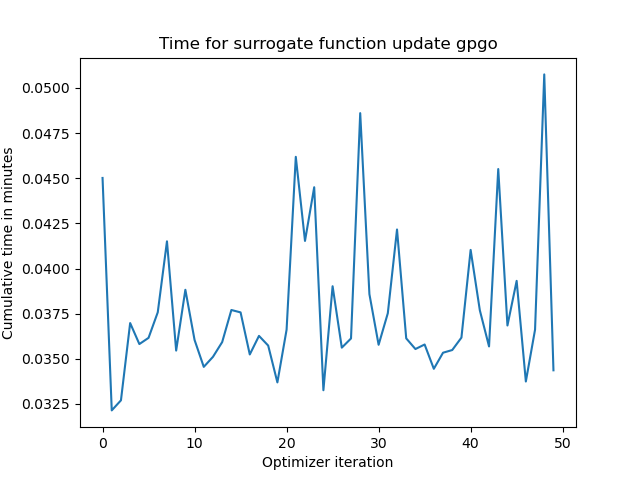 Time for surrogate function update gpgo
Cumulative time in minutes
0.0500
0.0475
0.0450
0.0425
0.0400
0.0375
0.0350
0.0325
0 10 20 30 40 50
Optimizer iteration